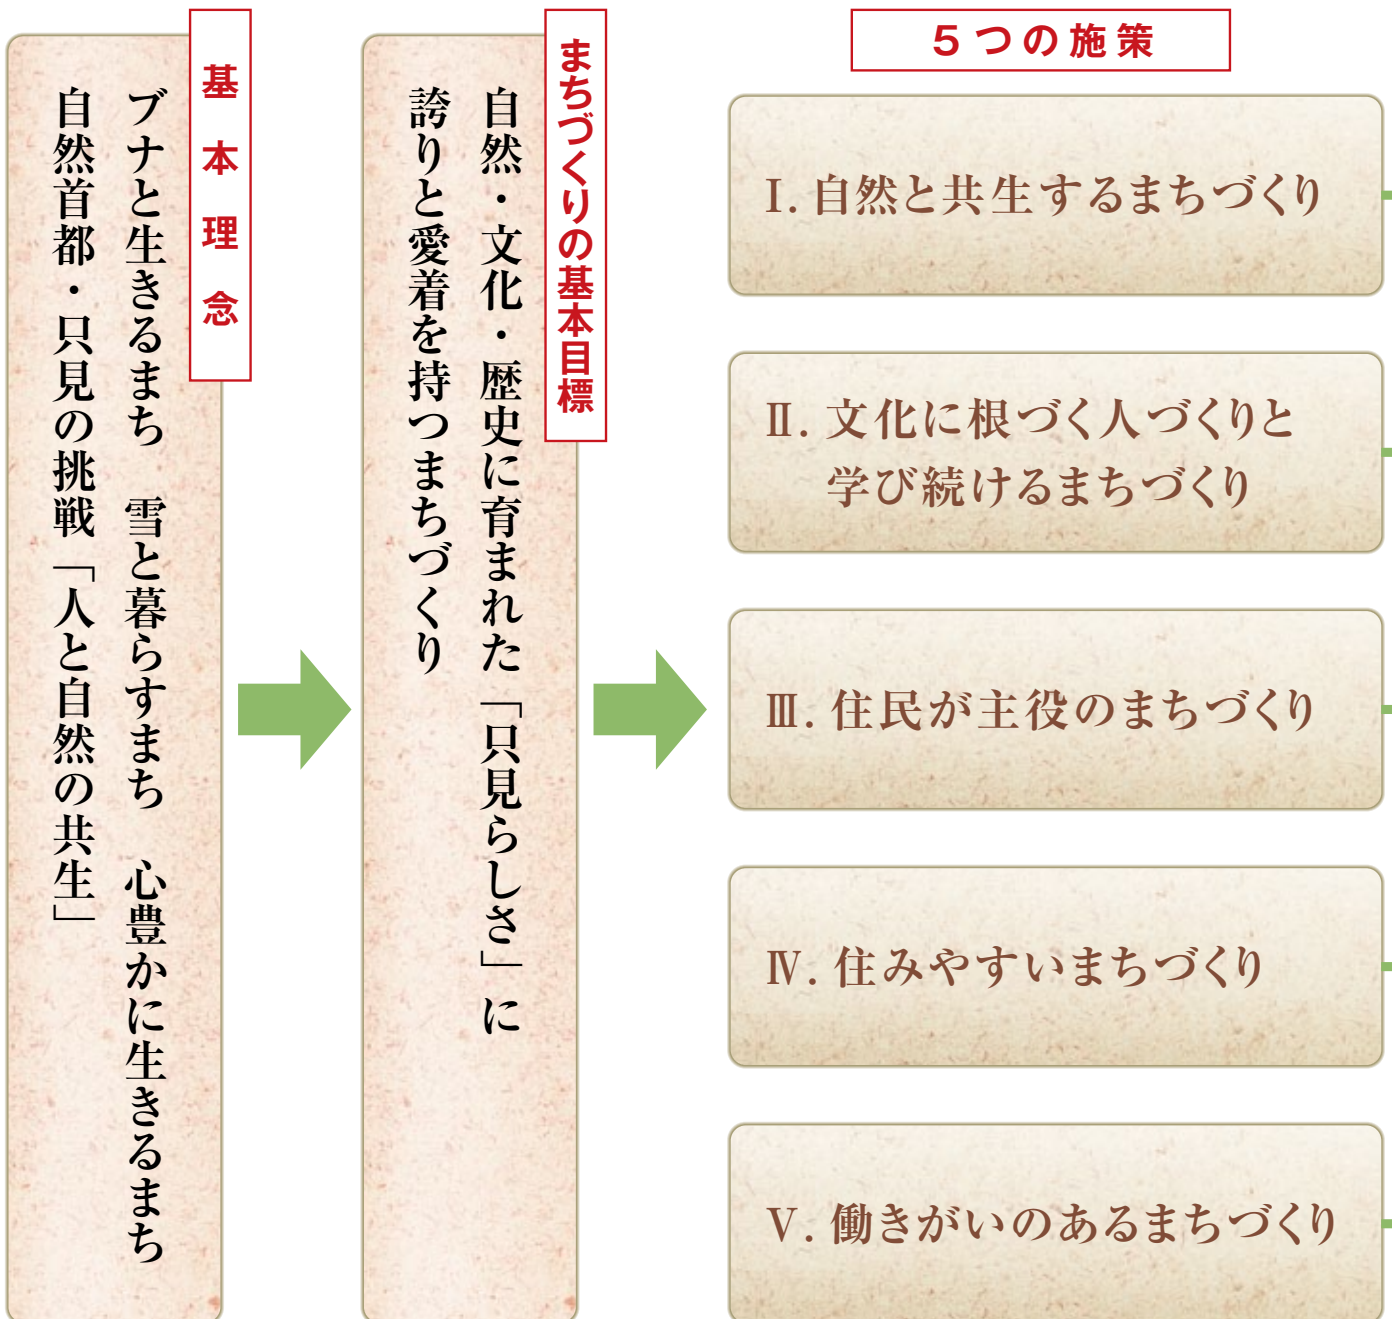 基本理念
ブナと生きるまち　雪と暮らすまち　心豊かに生きるまち
自然首都・只見の挑戦「人と自然の共生」
まちづくりの基本目標
自然・文化・歴史に育まれた「只見らしさ」に
誇りと愛着を持つまちづくり
５つの施策
Ⅰ. 自然と共生するまちづくり
Ⅱ. 文化に根づく人づくりと
学び続けるまちづくり
Ⅲ. 住民が主役のまちづくり
Ⅳ. 住みやすいまちづくり
Ⅴ. 働きがいのあるまちづくり